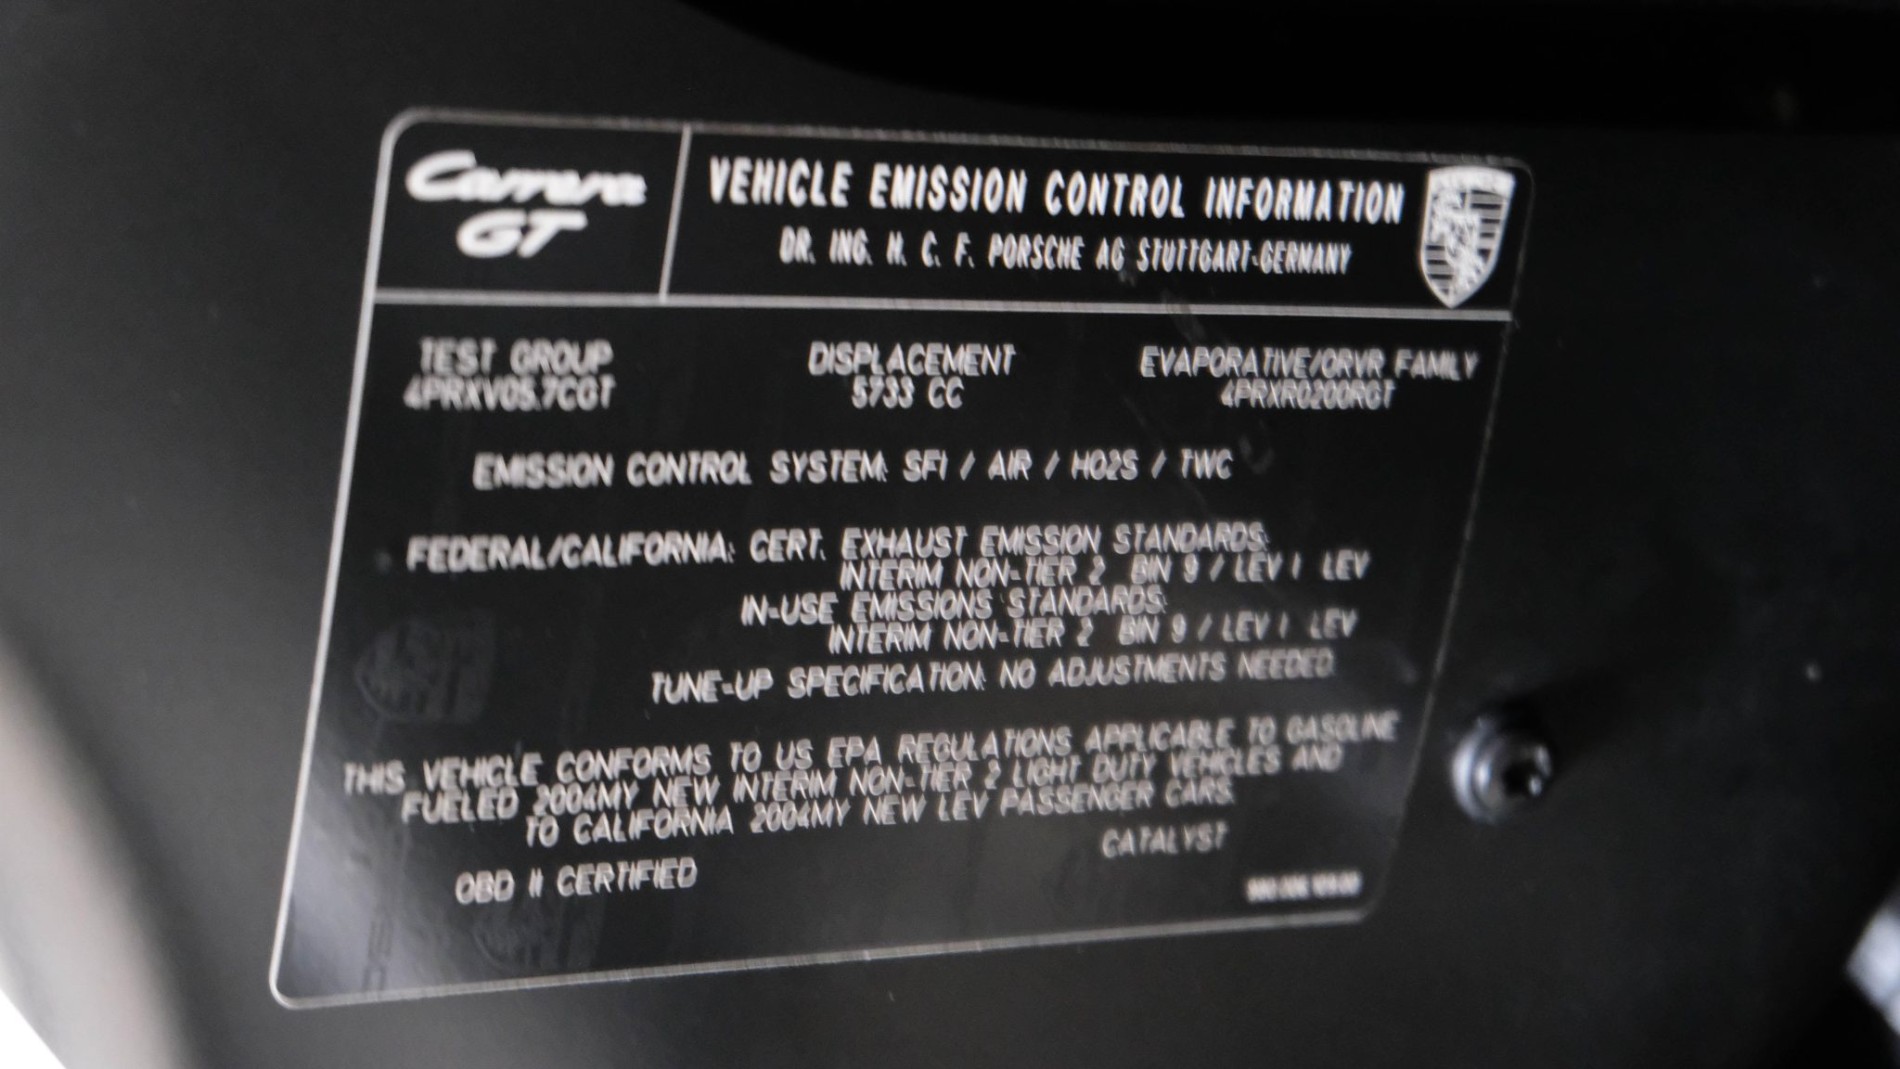 Carrera
GT
VEHICLE EMISSION CONTROL INFORMATION
DR. ING. H. C. F. PORSCHE AG STUTTGART-GERMANY
TEST GROUP
4PRXV05.7CGT
DISPLACEMENT
5733 CC
EVAPORATIVE/ORVR FAMILY
4PRXR0200RGT
EMISSION CONTROL SYSTEM: SFI / AIR / HO2S / TWC
FEDERAL/CALIFORNIA: CERT. EXHAUST EMISSION STANDARDS:
INTERIM NON-TIER 2 BIN 9 / LEV I LEV
IN-USE EMISSIONS STANDARDS:
INTERIM NON-TIER 2 BIN 9 / LEV I LEV
TUNE-UP SPECIFICATION: NO ADJUSTMENTS NEEDED.
THIS VEHICLE CONFORMS TO US EPA REGULATIONS APPLICABLE TO GASOLINE
FUELED 2004MY NEW INTERIM NON-TIER 2 LIGHT DUTY VEHICLES AND
TO CALIFORNIA 2004MY NEW LEV PASSENGER CARS.
CATALYST
OBD II CERTIFIED